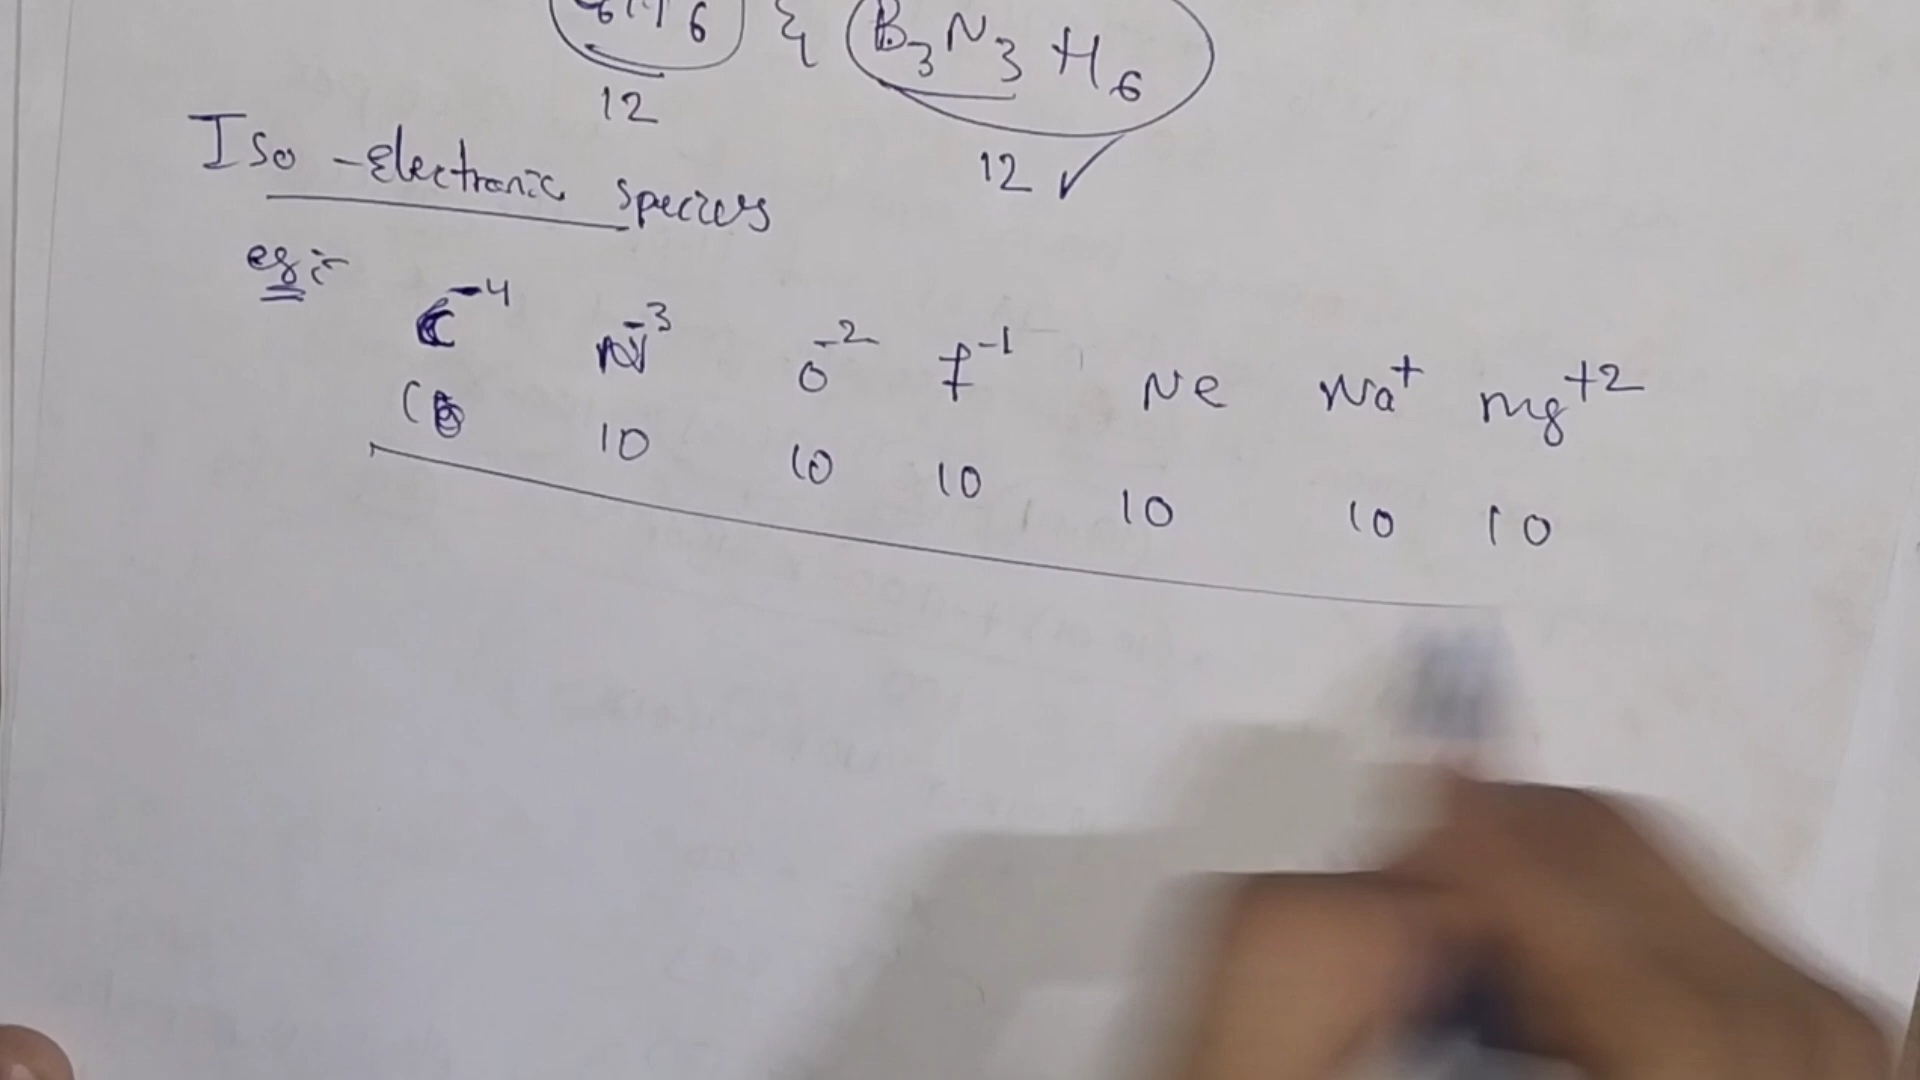 6H6 & B3N3H6
12 12 ✓
Iso-Electronic species
eg:-
C-4 N-3 O-2 f-1 Ne Na+ mg+2
10 10 10 10 10 10